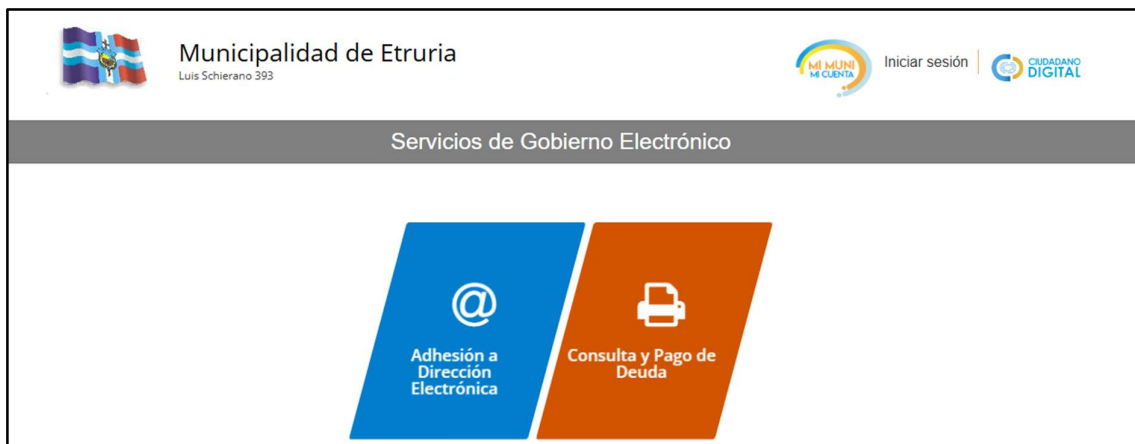 Municipalidad de Etruria
Luis Schierano 393
MI MUNI
MI CUENTA
Iniciar sesión
CIUDADANO
DIGITAL
Servicios de Gobierno Electrónico
@
Adhesión a
Dirección
Electrónica
Consulta y Pago de
Deuda